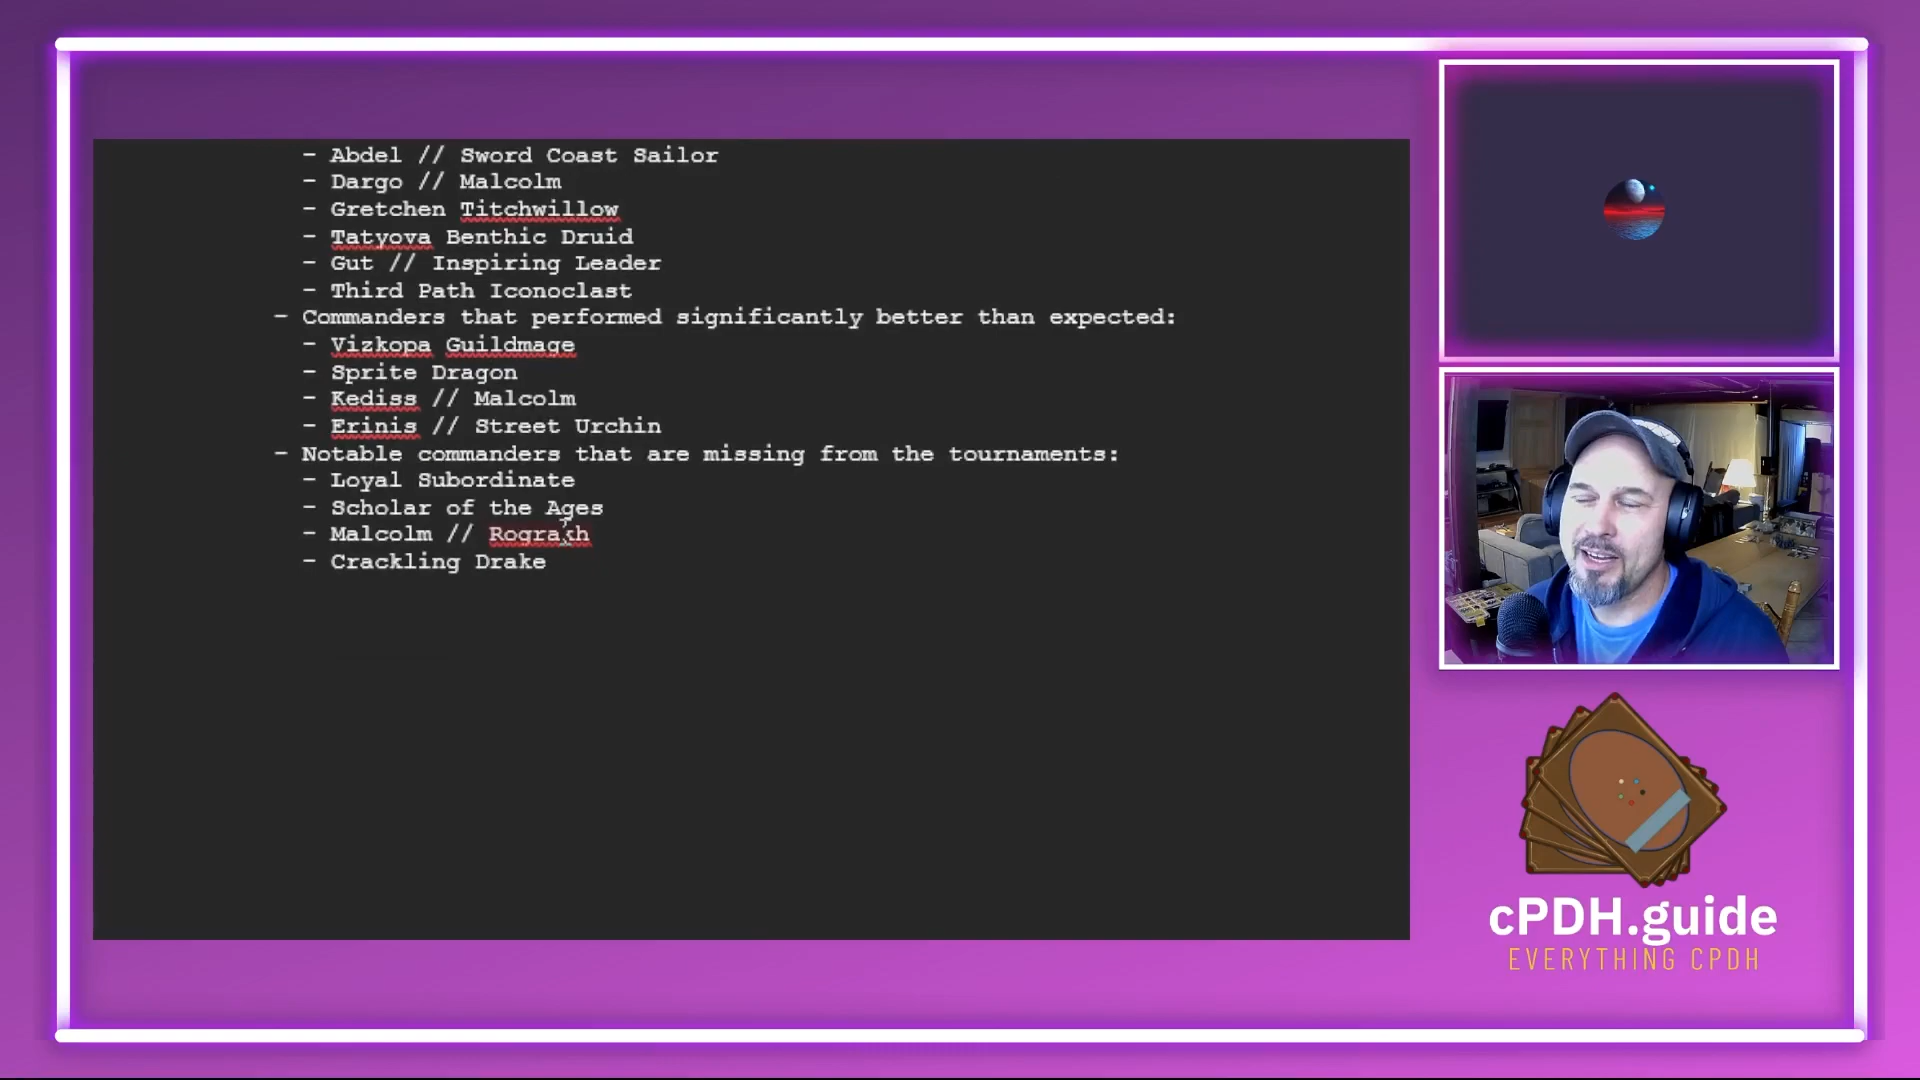 - Abdel // Sword Coast Sailor
- Dargo // Malcolm
- Gretchen Titchwillow
- Tatyova Benthic Druid
- Gut // Inspiring Leader
- Third Path Iconoclast
- Commanders that performed significantly better than expected:
- Vizkopa Guildmage
- Sprite Dragon
- Kediss // Malcolm
- Erinis // Street Urchin
- Notable commanders that are missing from the tournaments:
- Loyal Subordinate
- Scholar of the Ages
- Malcolm // Rograkh
- Crackling Drake
cPDH.guide
EVERYTHING CPDH